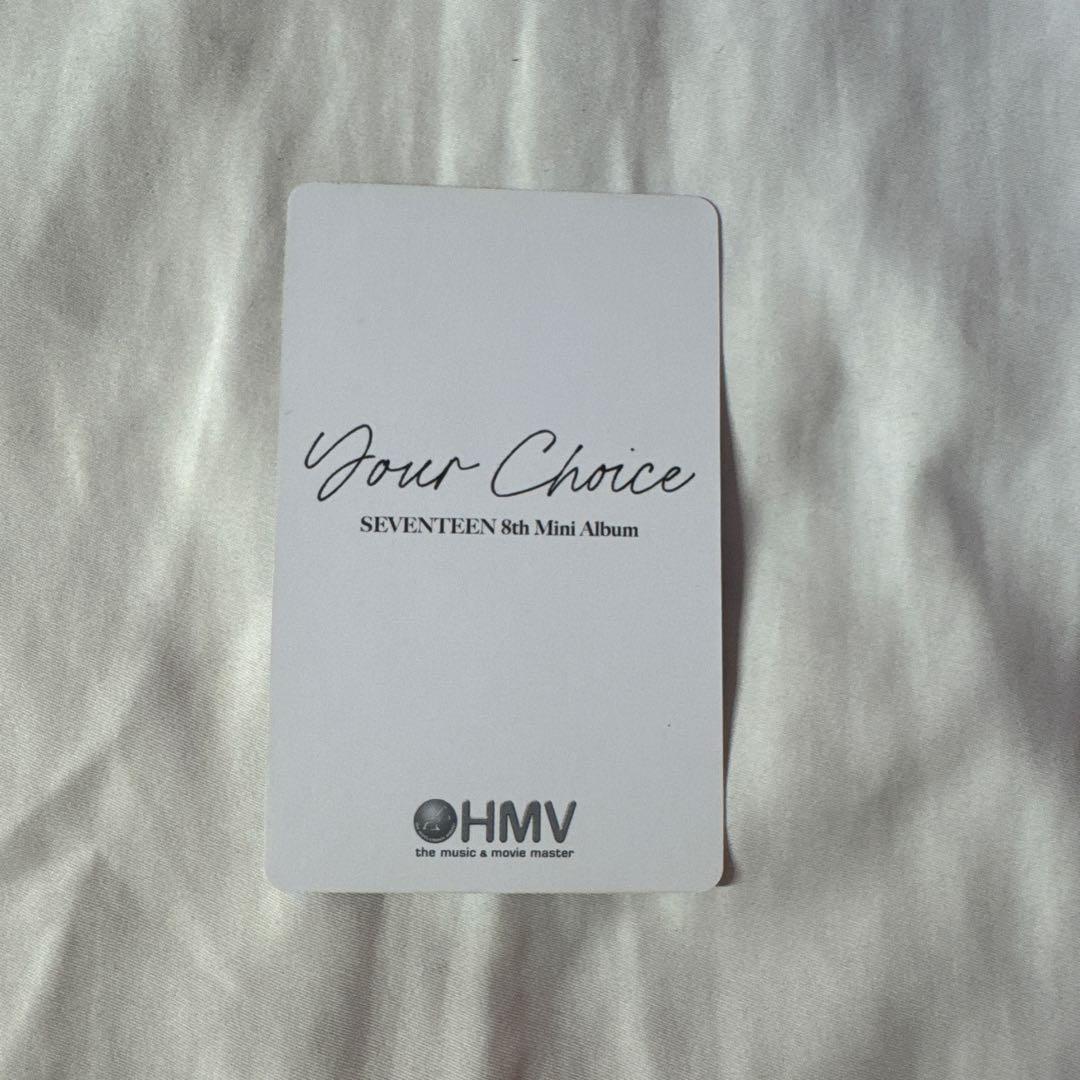 Your Choice
SEVENTEEN 8th Mini Album
HMV
the music & movie master